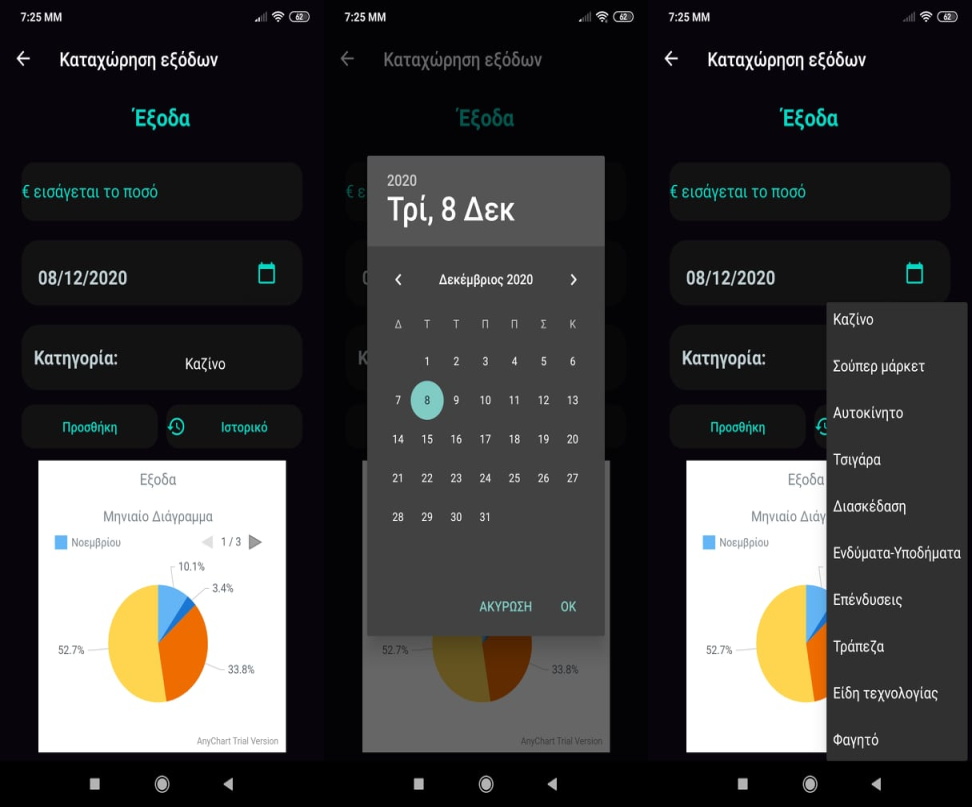 7:25 ΜΜ
62
Καταχώρηση εξόδων
Έξοδα
€ εισάγεται το ποσό
08/12/2020
Κατηγορία:
Καζίνο
Προσθήκη
Ιστορικό
Εξοδα
Μηνιαίο Διάγραμμα
Νοεμβρίου
1 / 3
10.1%
3.4%
52.7%
33.8%
AnyChart Trial Version
7:25 ΜΜ
62
Καταχώρηση εξόδων
Έξοδα
€ ε
2020
Τρί, 8 Δεκ
Δεκέμβριος 2020
Δ Τ Τ Π Π Σ Κ
1 2 3 4 5 6
7 8 9 10 11 12 13
14 15 16 17 18 19 20
21 22 23 24 25 26 27
28 29 30 31
ΑΚΥΡΩΣΗ OK
52.7%
33.8%
AnyChart Trial Version
7:25 ΜΜ
62
Καταχώρηση εξόδων
Έξοδα
€ εισάγεται το ποσό
08/12/2020
Κατηγορία:
Προσθήκη
Εξοδα
Μηνιαίο Διάγ
Νοεμβρίου
52.7%
Καζίνο
Σούπερ μάρκετ
Αυτοκίνητο
Τσιγάρα
Διασκέδαση
Ενδύματα-Υποδήματα
Επένδυσεις
Τράπεζα
Είδη τεχνολογίας
Φαγητό